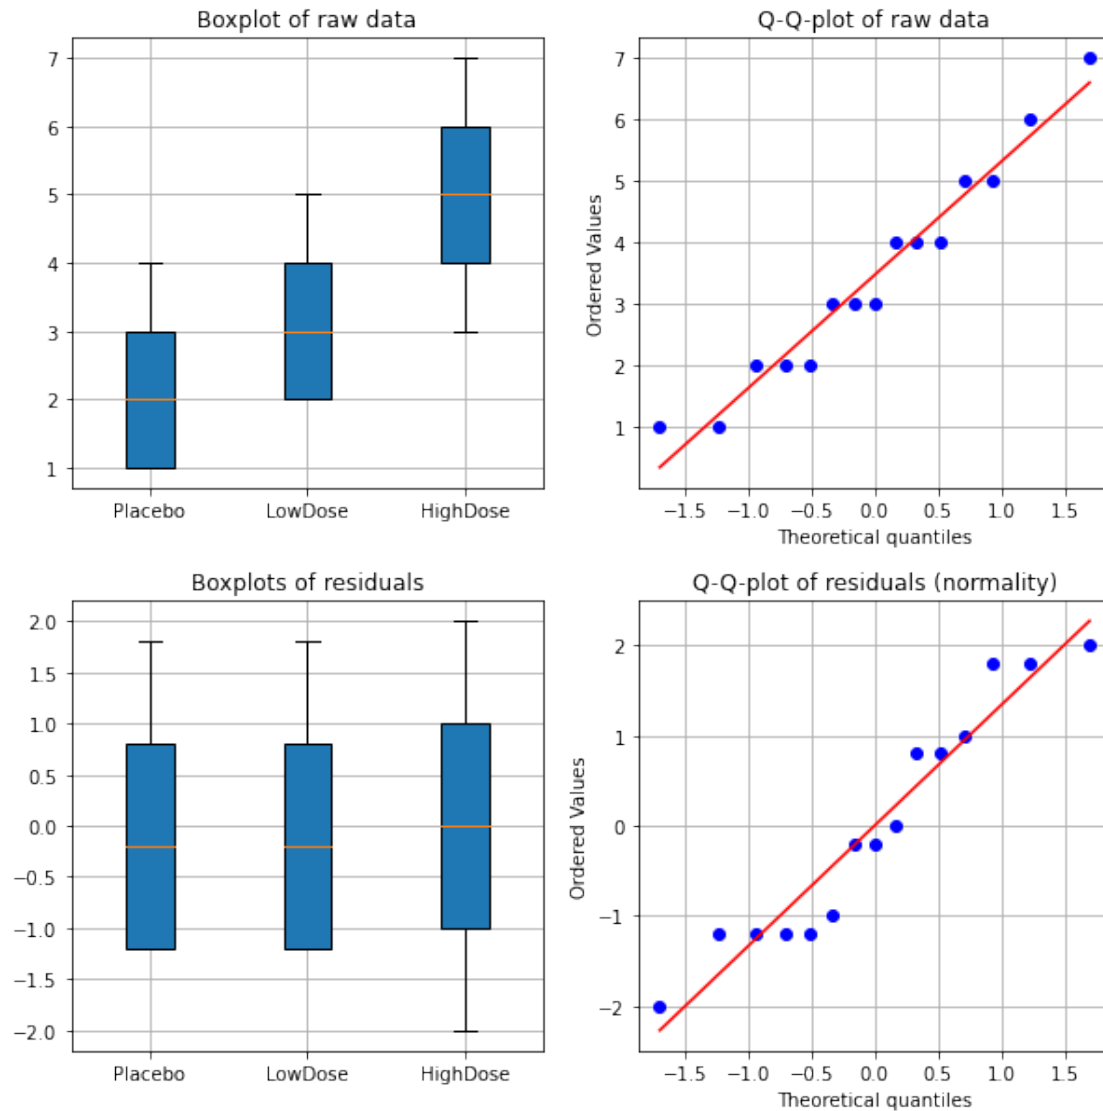 Boxplot of raw data
7
6
5
4
3
2
1
Placebo LowDose HighDose
Q-Q-plot of raw data
Ordered Values
7
6
5
4
3
2
1
−1.5 −1.0 −0.5 0.0 0.5 1.0 1.5
Theoretical quantiles
Boxplots of residuals
2.0
1.5
1.0
0.5
0.0
−0.5
−1.0
−1.5
−2.0
Placebo LowDose HighDose
Q-Q-plot of residuals (normality)
Ordered Values
2
1
0
−1
−2
−1.5 −1.0 −0.5 0.0 0.5 1.0 1.5
Theoretical quantiles